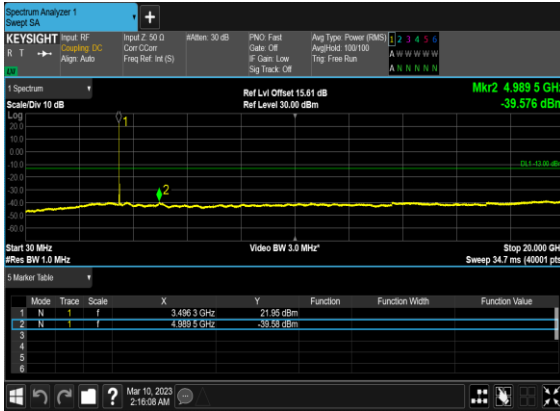 Spectrum Analyzer 1
Swept SA
+
KEYSIGHT Input: RF Input Z: 50 Ω #Atten: 30 dB PNO: Fast Avg Type: Power (RMS) 1 2 3 4 5 6
R T Coupling: DC Corr CCorr Gate: Off Avg|Hold: 100/100 A W W W W W
Align: Auto Freq Ref: Int (S) IF Gain: Low Trig: Free Run
Sig Track: Off A N N N N N
1 Spectrum Ref Lvl Offset 15.61 dB Mkr2 4.989 5 GHz
Scale/Div 10 dB Ref Level 30.00 dBm -39.576 dBm
Log
20.0
10.0
0.00
-10.0
-20.0
-30.0
-40.0
-50.0
-60.0
1
2
DL1 -13.00 dBm
Start 30 MHz Video BW 3.0 MHz* Stop 20.000 GHz
#Res BW 1.0 MHz Sweep 34.7 ms (40001 pts)
5 Marker Table
Mode Trace Scale X Y Function Function Width Function Value
1 N 1 f 3.496 3 GHz 21.95 dBm
2 N 1 f 4.989 5 GHz -39.58 dBm
3
4
5
6
? Mar 10, 2023
2:16:08 AM